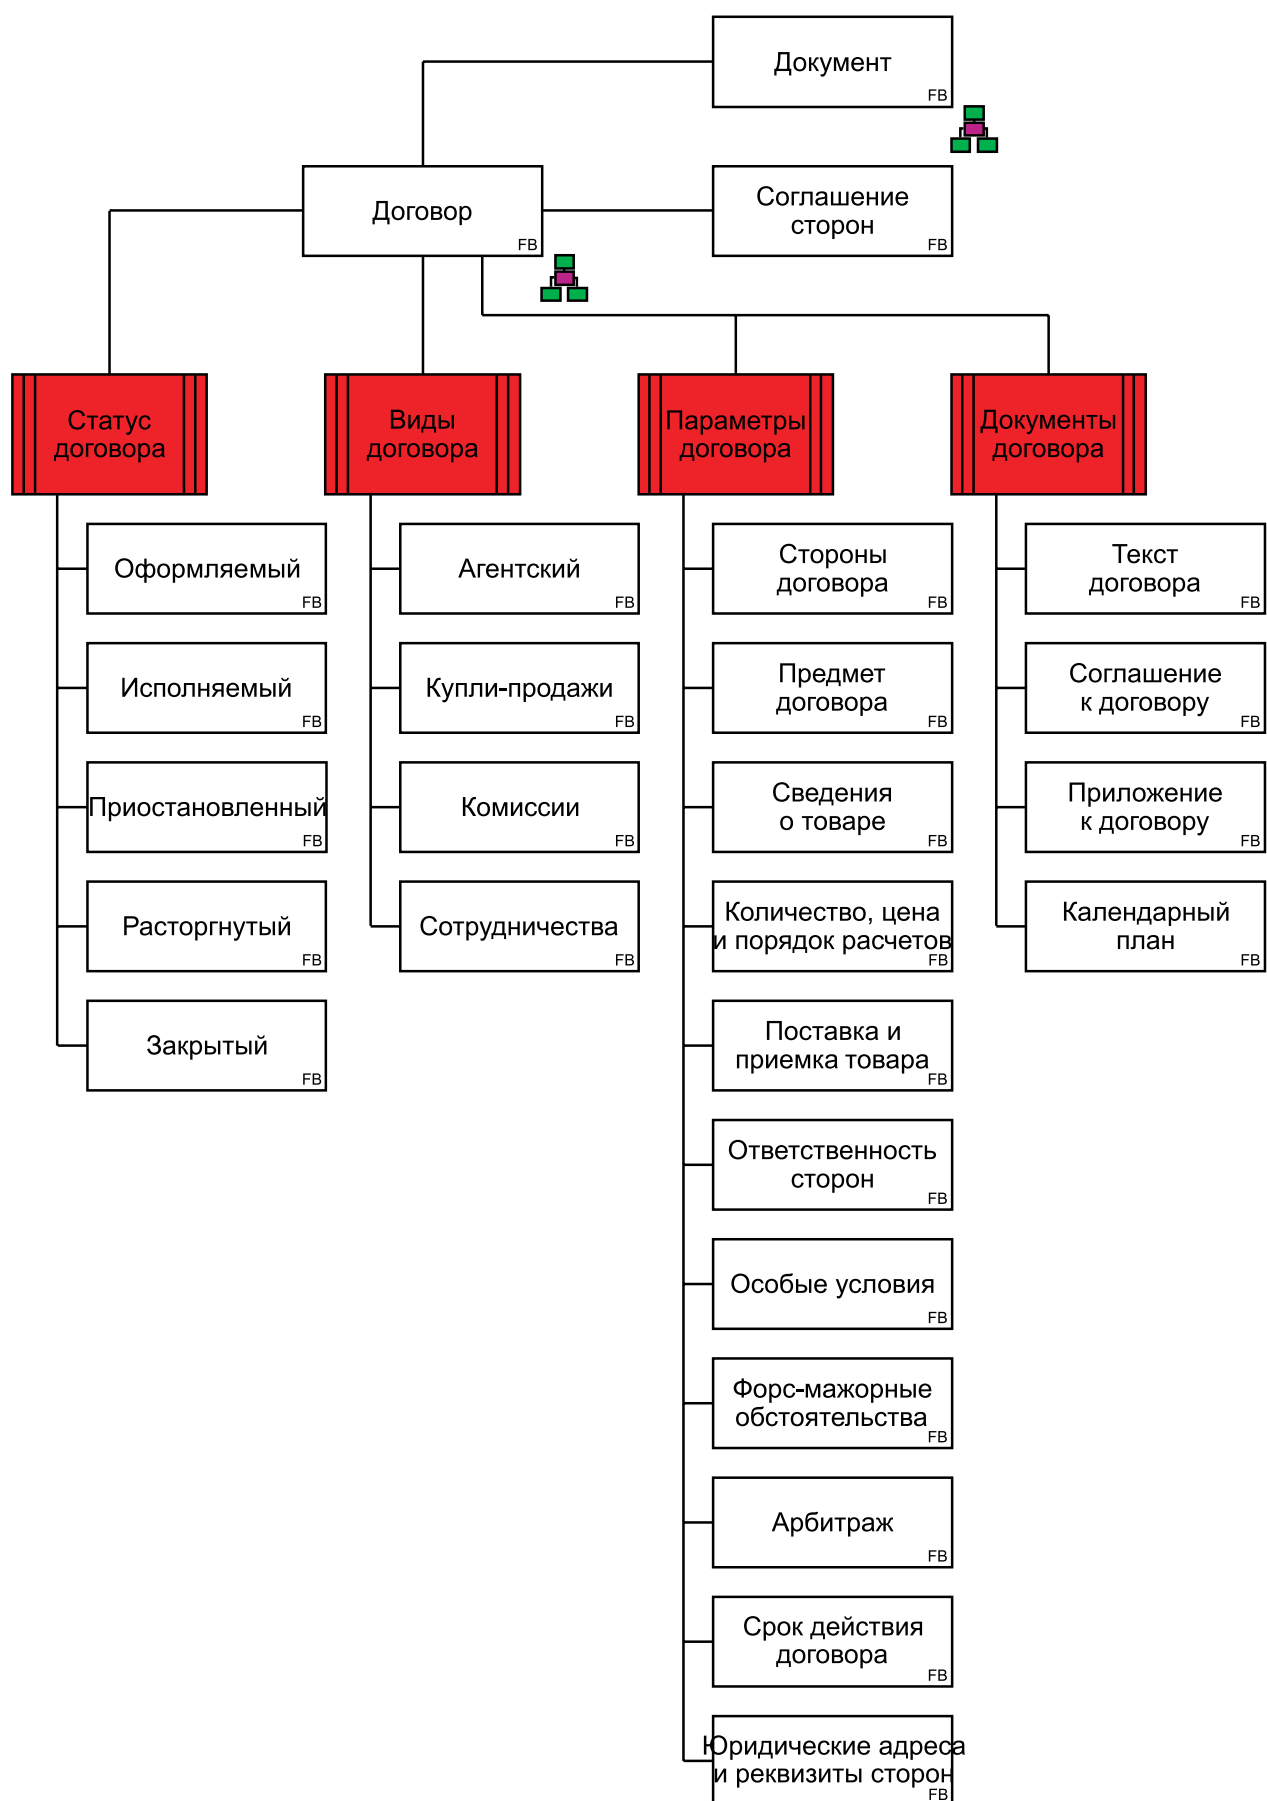 Документ
FB
Договор
FB
Соглашение
сторон
FB
Статус
договора
Виды
договора
Параметры
договора
Документы
договора
Оформляемый
FB
Исполняемый
FB
Приостановленный
FB
Расторгнутый
FB
Закрытый
FB
Агентский
FB
Купли-продажи
FB
Комиссии
FB
Сотрудничества
FB
Стороны
договора
FB
Предмет
договора
FB
Сведения
о товаре
FB
Количество, цена
и порядок расчетов
FB
Поставка и
приемка товара
FB
Ответственность
сторон
FB
Особые условия
FB
Форс-мажорные
обстоятельства
FB
Арбитраж
FB
Срок действия
договора
FB
Юридические адреса
и реквизиты сторон
FB
Текст
договора
FB
Соглашение
к договору
FB
Приложение
к договору
FB
Календарный
план
FB